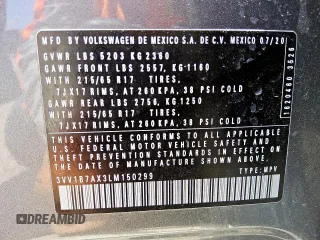 MFD BY VOLKSWAGEN DE MEXICO S.A. DE C.V. MEXICO 07/20
GVWR LBS 5203 KG 2360
GAWR FRONT LBS 2557, KG 1160
WITH 215/65 R17 TIRES,
7JX17 RIMS, AT 260 KPA, 38 PSI COLD
GAWR REAR LBS 2756, KG 1250
WITH 215/65 R17 TIRES,
7JX17 RIMS, AT 260 KPA, 38 PSI COLD
THIS VEHICLE CONFORMS TO ALL APPLICABLE
U.S. FEDERAL MOTOR VEHICLE SAFETY STANDARDS IN EFFECT ON
THE DATE OF MANUFACTURE SHOWN ABOVE.
3VV1B7AX3LM150299 TYPE: MPV
1620460 3526
DREAMBID